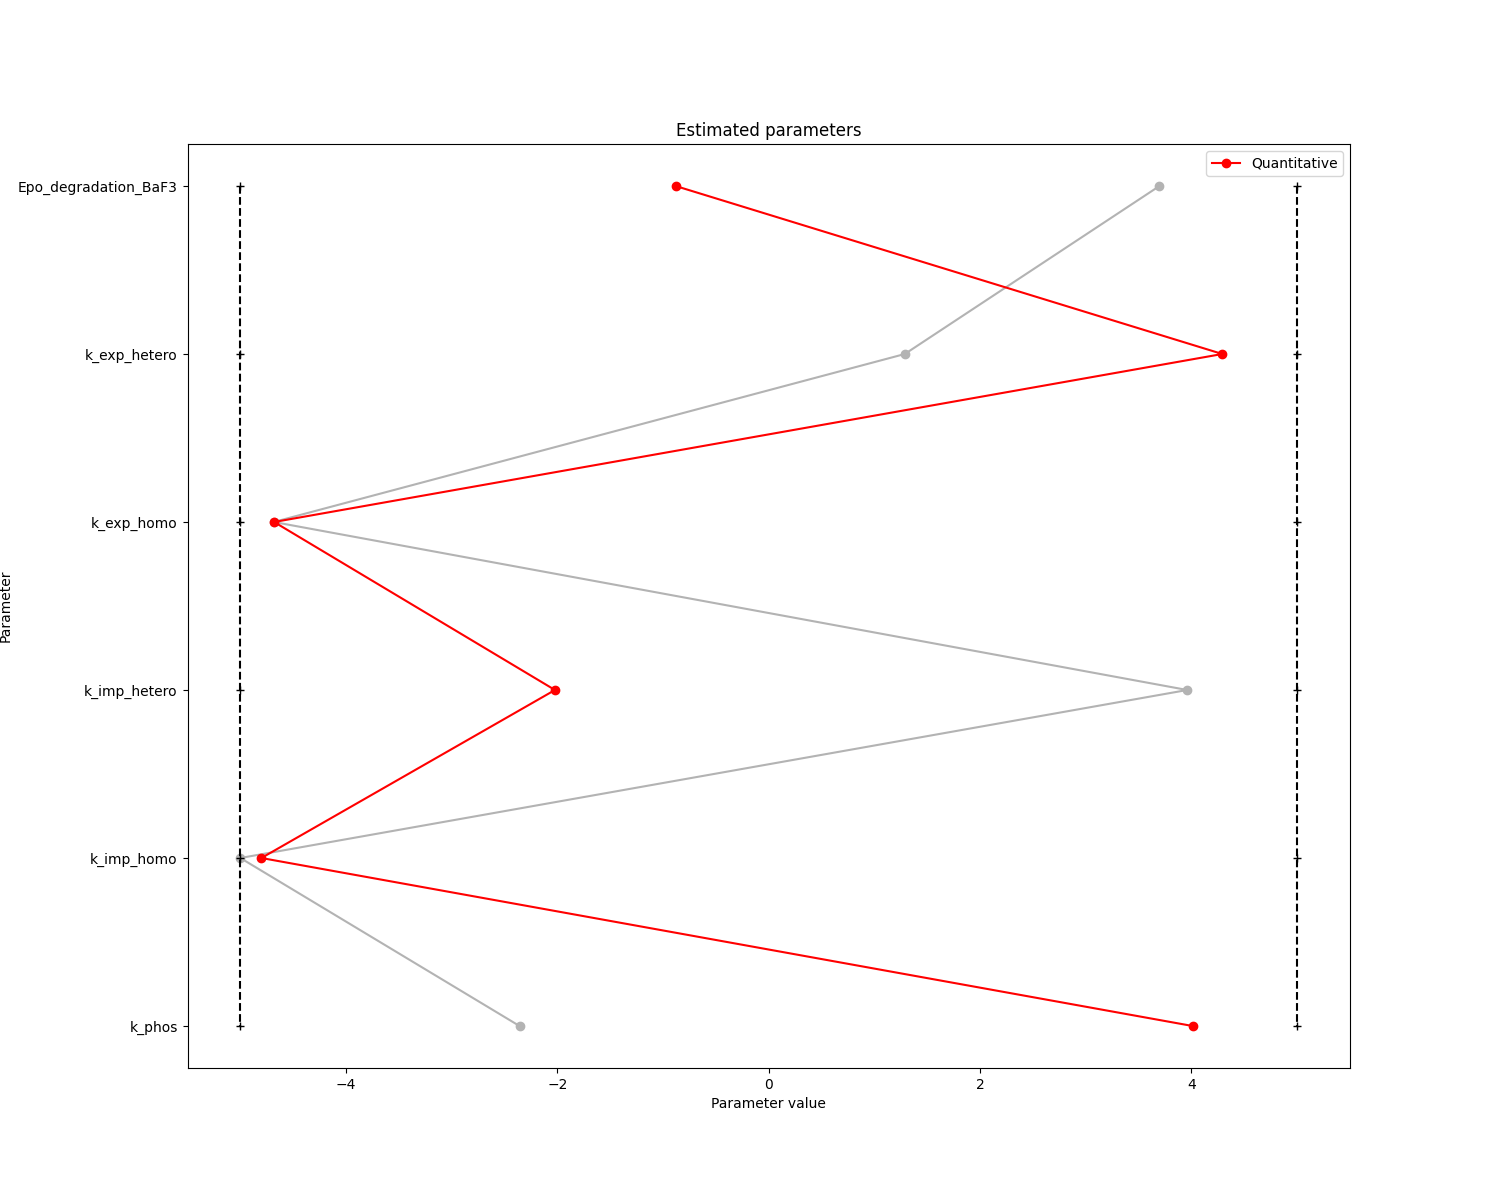 Estimated parameters
Quantitative
Epo_degradation_BaF3
k_exp_hetero
k_exp_homo
Parameter
k_imp_hetero
k_imp_homo
k_phos
−4 −2 0 2 4
Parameter value